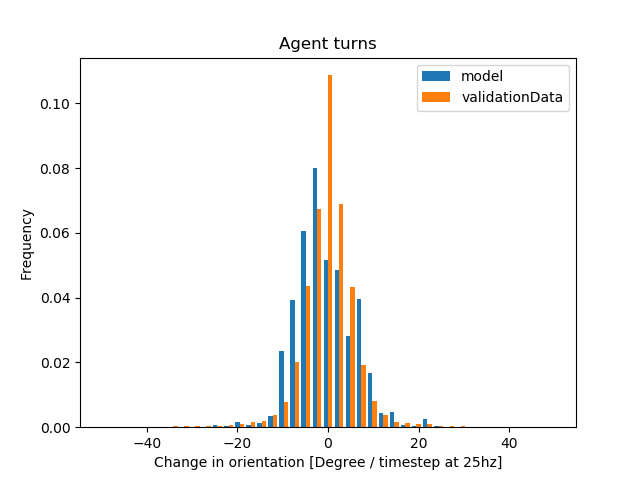 Agent turns
model
validationData
0.10
0.08
0.06
0.04
0.02
0.00
Frequency
−40
−20
0
20
40
Change in orientation [Degree / timestep at 25hz]